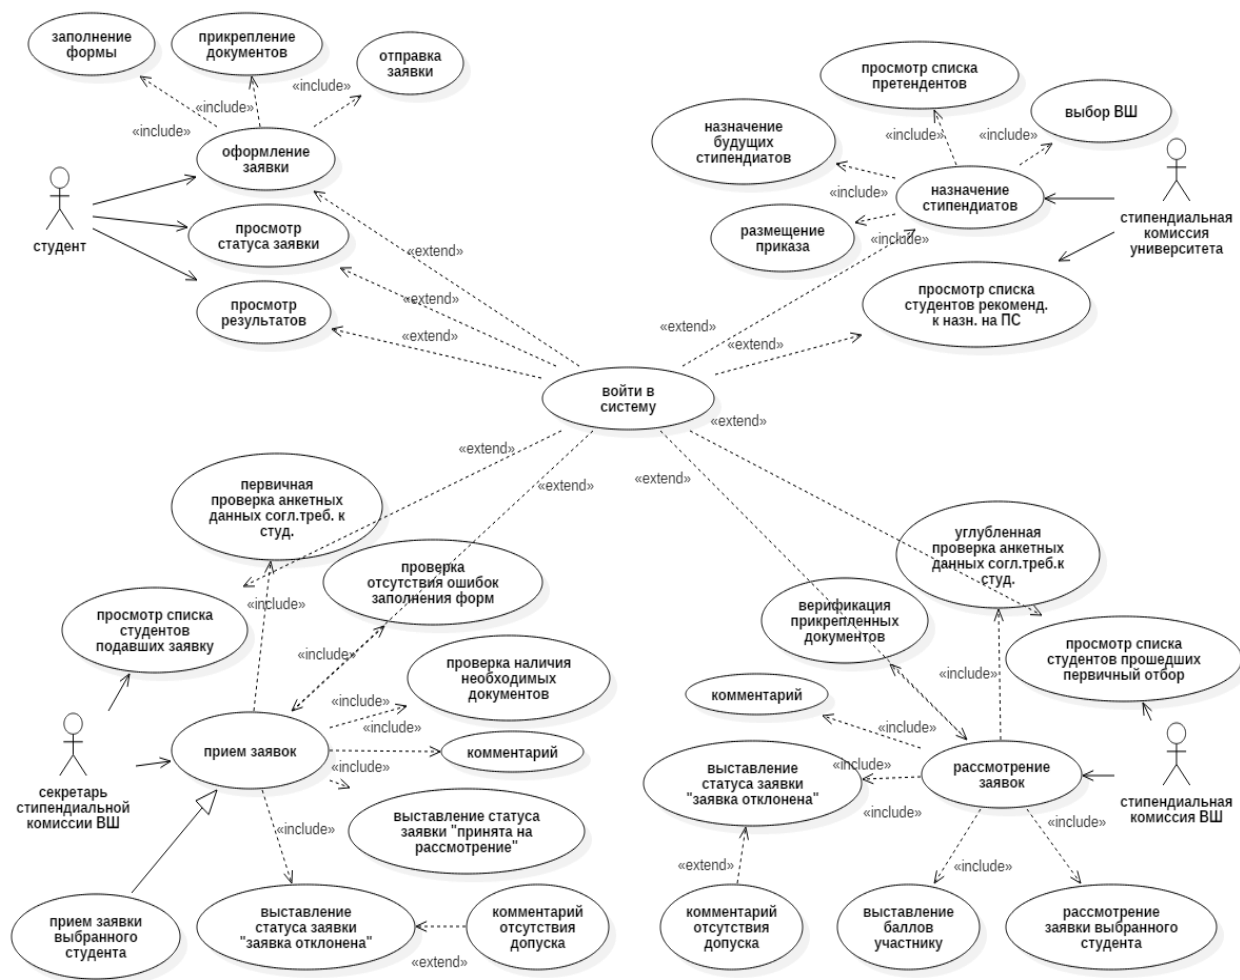 заполнение
формы
прикрепление
документов
отправка
заявки
«include»
«include»
«include»
оформление
заявки
студент
просмотр
статуса заявки
просмотр
результатов
«extend»
«extend»
«extend»
просмотр списка
претендентов
выбор ВШ
назначение
будущих
стипендиатов
«include»
«include»
«include»
«include»
назначение
стипендиатов
размещение
приказа
стипендиальная
комиссия
университета
просмотр списка
студентов рекоменд.
к назн. на ПС
«extend»
«extend»
войти в
систему
«extend»
«extend»
«extend»
«extend»
первичная
проверка анкетных
данных согл.треб. к
студ.
проверка
отсутствия ошибок
заполнения форм
просмотр списка
студентов
подавших заявку
«include»
«include»
проверка наличия
необходимых
документов
«include»
«include»
«include»
прием заявок
комментарий
секретарь
стипендиальной
комиссии ВШ
выставление статуса
заявки "принята на
рассмотрение"
«include»
прием заявки
выбранного
студента
выставление
статуса заявки
"заявка отклонена"
комментарий
отсутствия
допуска
«extend»
углубленная
проверка анкетных
данных согл.треб.к
студ.
верификация
прикрепленных
документов
просмотр списка
студентов прошедших
первичный отбор
«include»
комментарий
«include»
«include»
«include»
«include»
рассмотрение
заявок
стипендиальная
комиссия ВШ
выставление
статуса заявки
"заявка отклонена"
«extend»
«include»
комментарий
отсутствия
допуска
выставление
баллов
участнику
рассмотрение
заявки выбранного
студента